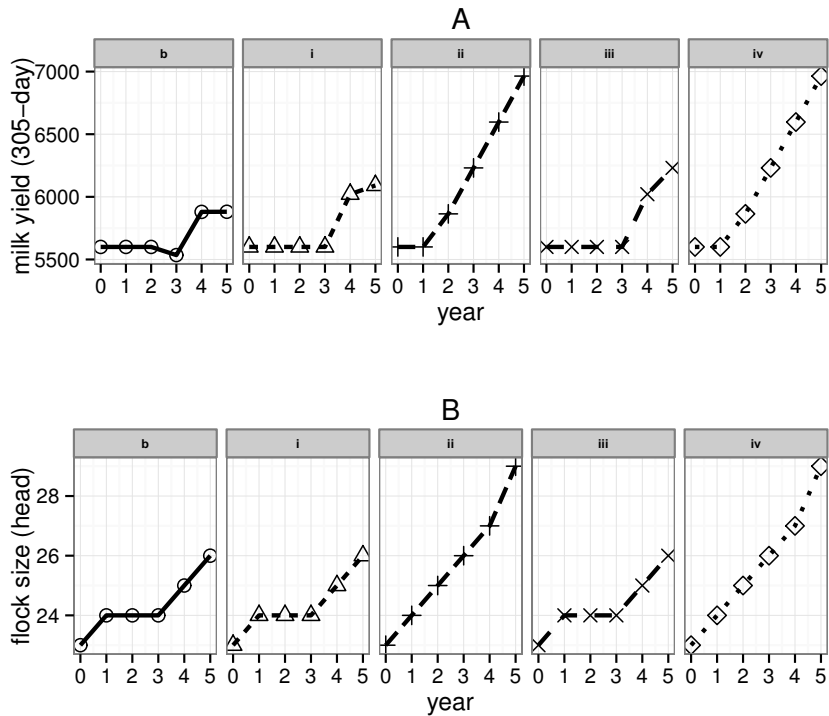 A
b i ii iii iv
milk yield (305−day)
7000
6500
6000
5500
0 1 2 3 4 5 0 1 2 3 4 5 0 1 2 3 4 5 0 1 2 3 4 5 0 1 2 3 4 5
year
B
b i ii iii iv
flock size (head)
28
26
24
0 1 2 3 4 5 0 1 2 3 4 5 0 1 2 3 4 5 0 1 2 3 4 5 0 1 2 3 4 5
year